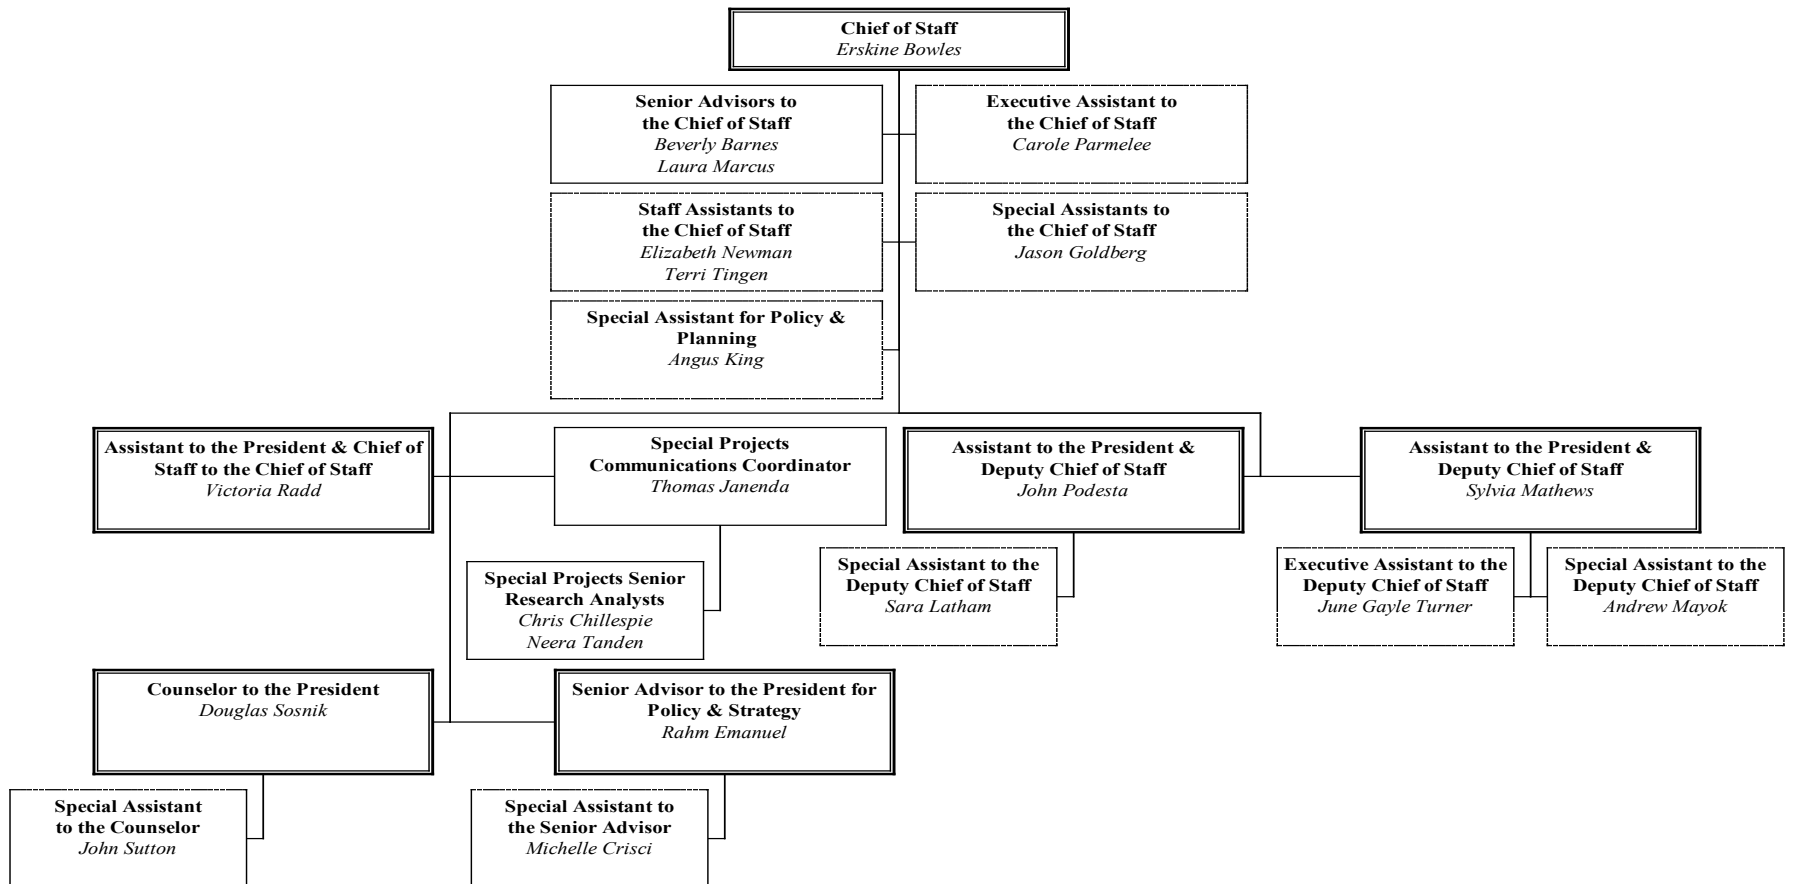 Chief of Staff
Erskine Bowles
Senior Advisors to
the Chief of Staff
Beverly Barnes
Laura Marcus
Executive Assistant to
the Chief of Staff
Carole Parmelee
Staff Assistants to
the Chief of Staff
Elizabeth Newman
Terri Tingen
Special Assistants to
the Chief of Staff
Jason Goldberg
Special Assistant for Policy &
Planning
Angus King
Assistant to the President & Chief of
Staff to the Chief of Staff
Victoria Radd
Special Projects
Communications Coordinator
Thomas Janenda
Assistant to the President &
Deputy Chief of Staff
John Podesta
Assistant to the President &
Deputy Chief of Staff
Sylvia Mathews
Special Projects Senior
Research Analysts
Chris Chillespie
Neera Tanden
Special Assistant to the
Deputy Chief of Staff
Sara Latham
Executive Assistant to the
Deputy Chief of Staff
June Gayle Turner
Special Assistant to the
Deputy Chief of Staff
Andrew Mayok
Counselor to the President
Douglas Sosnik
Senior Advisor to the President for
Policy & Strategy
Rahm Emanuel
Special Assistant
to the Counselor
John Sutton
Special Assistant to
the Senior Advisor
Michelle Crisci